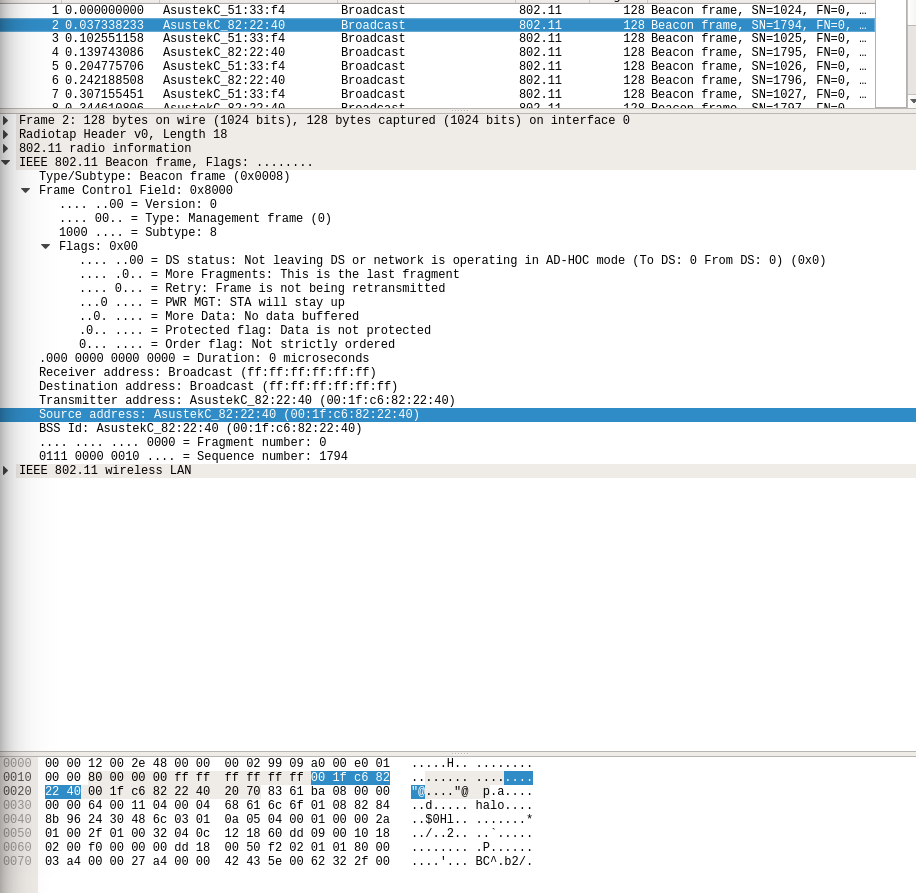 1 0.000000000 AsustekC_51:33:f4 Broadcast 802.11 128 Beacon frame, SN=1024, FN=0, …
2 0.037338233 AsustekC_82:22:40 Broadcast 802.11 128 Beacon frame, SN=1794, FN=0, …
3 0.102551158 AsustekC_51:33:f4 Broadcast 802.11 128 Beacon frame, SN=1025, FN=0, …
4 0.139743086 AsustekC_82:22:40 Broadcast 802.11 128 Beacon frame, SN=1795, FN=0, …
5 0.204775706 AsustekC_51:33:f4 Broadcast 802.11 128 Beacon frame, SN=1026, FN=0, …
6 0.242188508 AsustekC_82:22:40 Broadcast 802.11 128 Beacon frame, SN=1796, FN=0, …
7 0.307155451 AsustekC_51:33:f4 Broadcast 802.11 128 Beacon frame, SN=1027, FN=0, …
8 0.344610806 AsustekC_82:22:40 Broadcast 802.11 128 Beacon frame, SN=1797, FN=0, …
Frame 2: 128 bytes on wire (1024 bits), 128 bytes captured (1024 bits) on interface 0
Radiotap Header v0, Length 18
802.11 radio information
IEEE 802.11 Beacon frame, Flags: ........
Type/Subtype: Beacon frame (0x0008)
Frame Control Field: 0x8000
.... ..00 = Version: 0
.... 00.. = Type: Management frame (0)
1000 .... = Subtype: 8
Flags: 0x00
.... ..00 = DS status: Not leaving DS or network is operating in AD-HOC mode (To DS: 0 From DS: 0) (0x0)
.... .0.. = More Fragments: This is the last fragment
.... 0... = Retry: Frame is not being retransmitted
...0 .... = PWR MGT: STA will stay up
..0. .... = More Data: No data buffered
.0.. .... = Protected flag: Data is not protected
0... .... = Order flag: Not strictly ordered
.000 0000 0000 0000 = Duration: 0 microseconds
Receiver address: Broadcast (ff:ff:ff:ff:ff:ff)
Destination address: Broadcast (ff:ff:ff:ff:ff:ff)
Transmitter address: AsustekC_82:22:40 (00:1f:c6:82:22:40)
Source address: AsustekC_82:22:40 (00:1f:c6:82:22:40)
BSS Id: AsustekC_82:22:40 (00:1f:c6:82:22:40)
.... .... .... 0000 = Fragment number: 0
0111 0000 0010 .... = Sequence number: 1794
IEEE 802.11 wireless LAN
0000 00 00 12 00 2e 48 00 00 00 02 99 09 a0 00 e0 01 .....H.. ........
0010 00 00 80 00 00 00 ff ff ff ff ff ff 00 1f c6 82 ........ ........
0020 22 40 00 1f c6 82 22 40 20 70 83 61 ba 08 00 00 "@...."@ p.a....
0030 00 00 64 00 11 04 00 04 68 61 6c 6f 01 08 82 84 ..d..... halo....
0040 8b 96 24 30 48 6c 03 01 0a 05 04 00 01 00 00 2a ..$0Hl.. .......*
0050 01 00 2f 01 00 32 04 0c 12 18 60 dd 09 00 10 18 ../..2.. ..`.....
0060 02 00 f0 00 00 00 dd 18 00 50 f2 02 01 01 80 00 ........ .P......
0070 03 a4 00 00 27 a4 00 00 42 43 5e 00 62 32 2f 00 ....'... BC^.b2/.